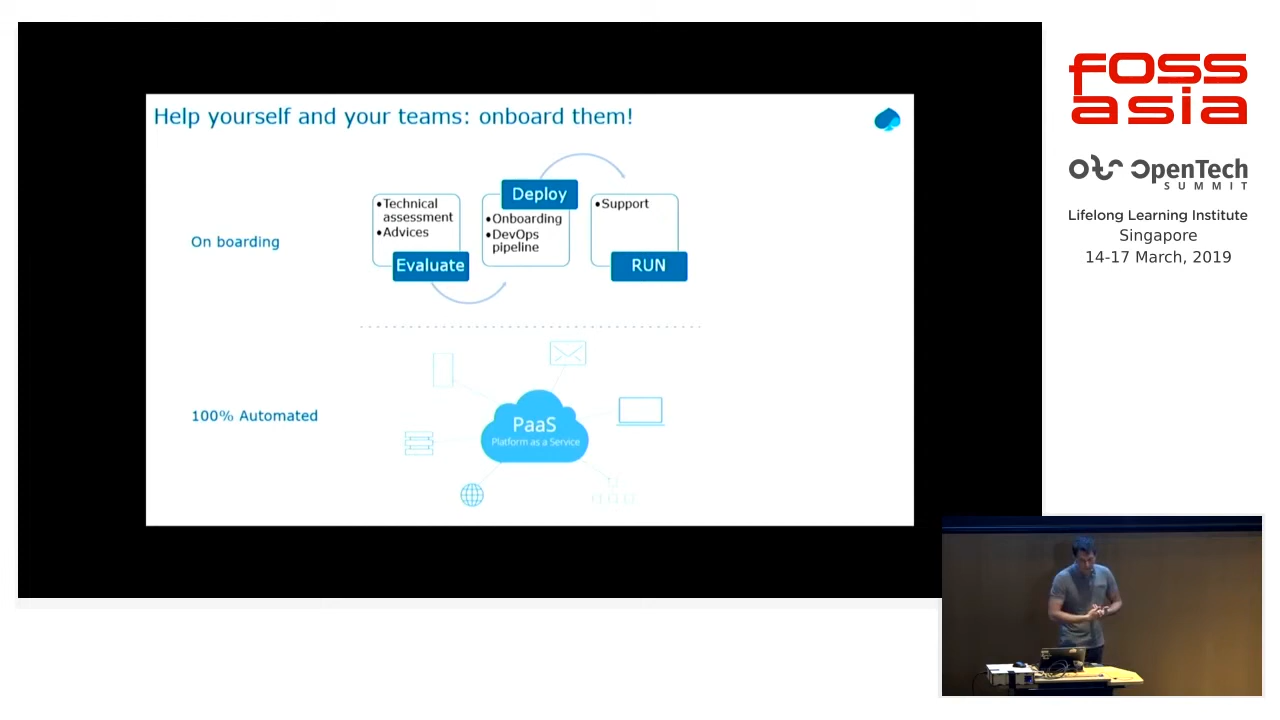 Help yourself and your teams: onboard them!
On boarding
•Technical
assessment
•Advices
Evaluate
Deploy
•Onboarding
•DevOps
pipeline
•Support
RUN
100% Automated
PaaS
Platform as a Service
FOSS
asia
OpenTech
SUMMIT
Lifelong Learning Institute
Singapore
14-17 March, 2019